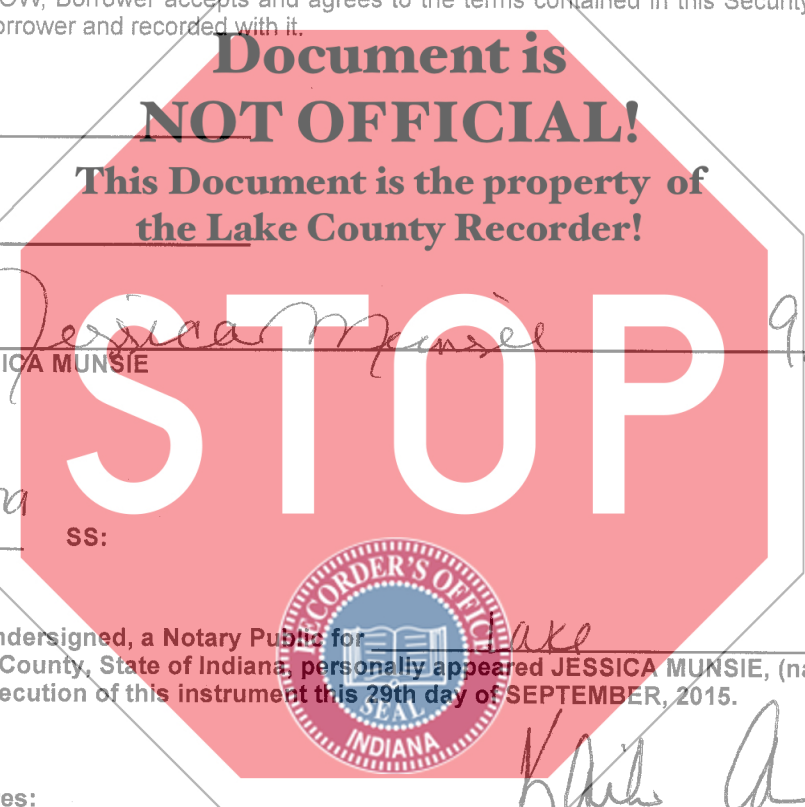 OW, Borrower accepts and agrees to the terms contained in this Security
orrower and recorded with it.
Document is
NOT OFFICIAL!
This Document is the property of
the Lake County Recorder!
STOP
Jessica Munsie 9
ICA MUNSIE
na
SS:
RECORDER'S OFFICE
SEAL
INDIANA
ndersigned, a Notary Public for Lake
County, State of Indiana, personally appeared JESSICA MUNSIE, (na
ecution of this instrument this 29th day of SEPTEMBER, 2015.
es: